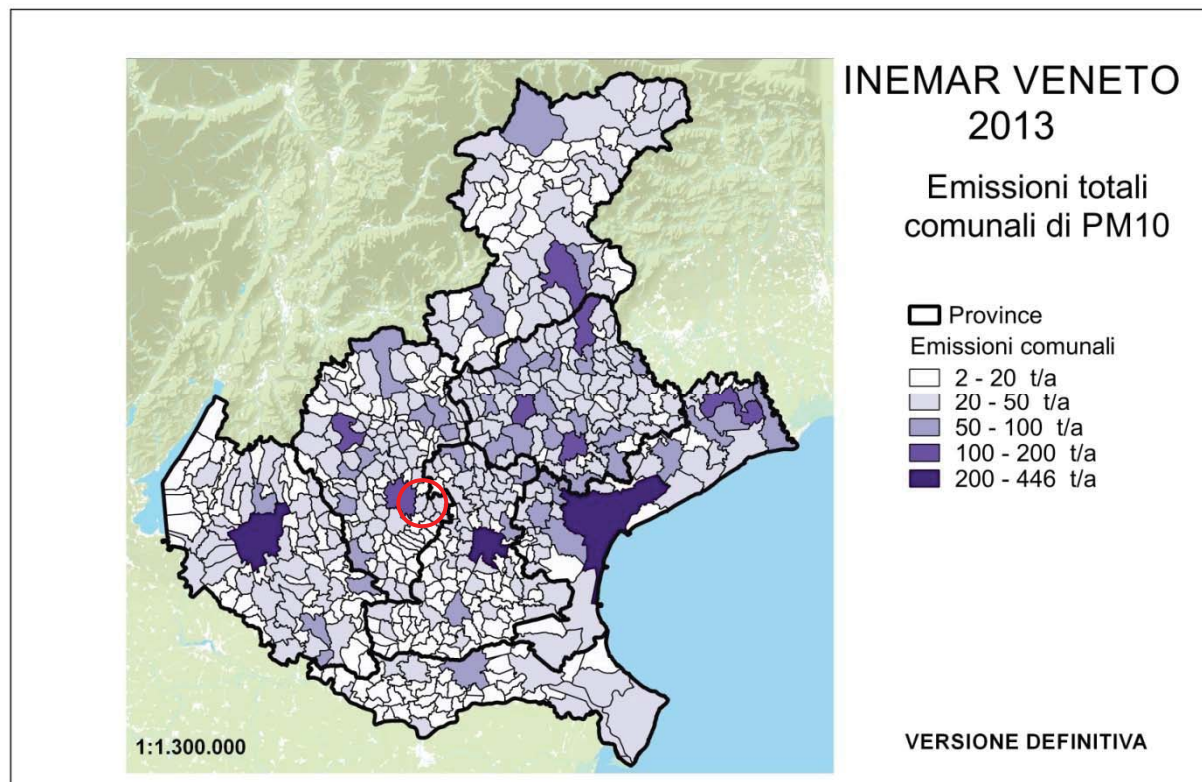 INEMAR VENETO
2013
Emissioni totali
comunali di PM10
Province
Emissioni comunali
2 - 20 t/a
20 - 50 t/a
50 - 100 t/a
100 - 200 t/a
200 - 446 t/a
1:1.300.000
VERSIONE DEFINITIVA